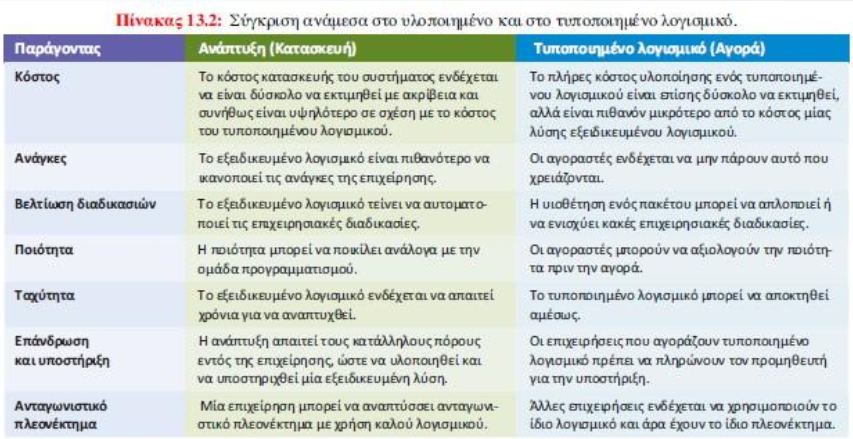 Πίνακας 13.2: Σύγκριση ανάμεσα στο υλοποιημένο και στο τυποποιημένο λογισμικό.
Παράγοντας Ανάπτυξη (Κατασκευή) Τυποποιημένο λογισμικό (Αγορά)
Κόστος
Το κόστος κατασκευής του συστήματος ενδέχεται
να είναι δύσκολο να εκτιμηθεί με ακρίβεια και
συνήθως είναι υψηλότερο σε σχέση με το κόστος
του τυποποιημένου λογισμικού.
Το πλήρες κόστος υλοποίησης ενός τυποποιημέ-
νου λογισμικού είναι επίσης δύσκολο να εκτιμηθεί,
αλλά είναι πιθανόν μικρότερο από το κόστος μίας
λύσης εξειδικευμένου λογισμικού.
Ανάγκες
Το εξειδικευμένο λογισμικό είναι πιθανότερο να
ικανοποιεί τις ανάγκες της επιχείρησης.
Οι αγοραστές ενδέχεται να μην πάρουν αυτό που
χρειάζονται.
Βελτίωση διαδικασιών
Το εξειδικευμένο λογισμικό τείνει να αυτοματο-
ποιεί τις επιχειρησιακές διαδικασίες.
Η υιοθέτηση ενός πακέτου μπορεί να απλοποιεί ή
να ενισχύει κακές επιχειρησιακές διαδικασίες.
Ποιότητα
Η ποιότητα μπορεί να ποικίλει ανάλογα με την
ομάδα προγραμματισμού.
Οι αγοραστές μπορούν να αξιολογούν την ποιότη-
τα πριν την αγορά.
Ταχύτητα
Το εξειδικευμένο λογισμικό ενδέχεται να απαιτεί
χρόνια για να αναπτυχθεί.
Το τυποποιημένο λογισμικό μπορεί να αποκτηθεί
αμέσως.
Επάνδρωση
και υποστήριξη
Η ανάπτυξη απαιτεί τους κατάλληλους πόρους
εντός της επιχείρησης, ώστε να υλοποιηθεί και
να υποστηριχθεί μία εξειδικευμένη λύση.
Οι επιχειρήσεις που αγοράζουν τυποποιημένο
λογισμικό πρέπει να πληρώνουν τον προμηθευτή
για την υποστήριξη.
Ανταγωνιστικό
πλεονέκτημα
Μία επιχείρηση μπορεί να αναπτύσσει ανταγωνι-
στικό πλεονέκτημα με χρήση καλού λογισμικού.
Άλλες επιχειρήσεις ενδέχεται να χρησιμοποιούν το
ίδιο λογισμικό και άρα έχουν το ίδιο πλεονέκτημα.